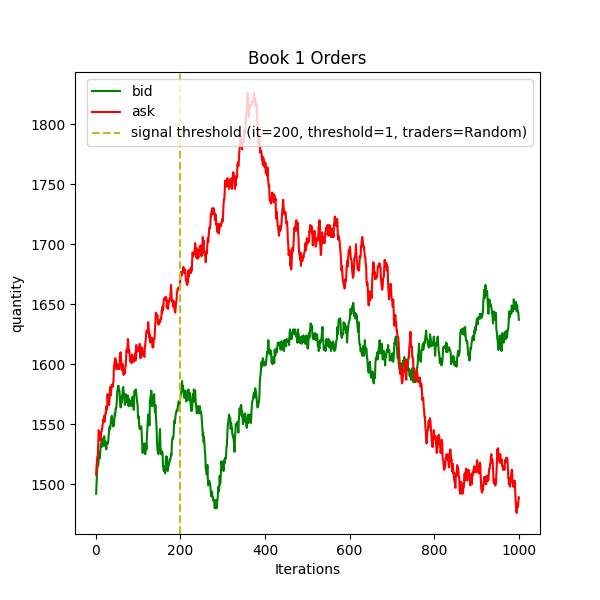 Book 1 Orders
bid
ask
signal threshold (it=200, threshold=1, traders=Random)
1800
1750
1700
1650
1600
1550
1500
quantity
0 200 400 600 800 1000
Iterations